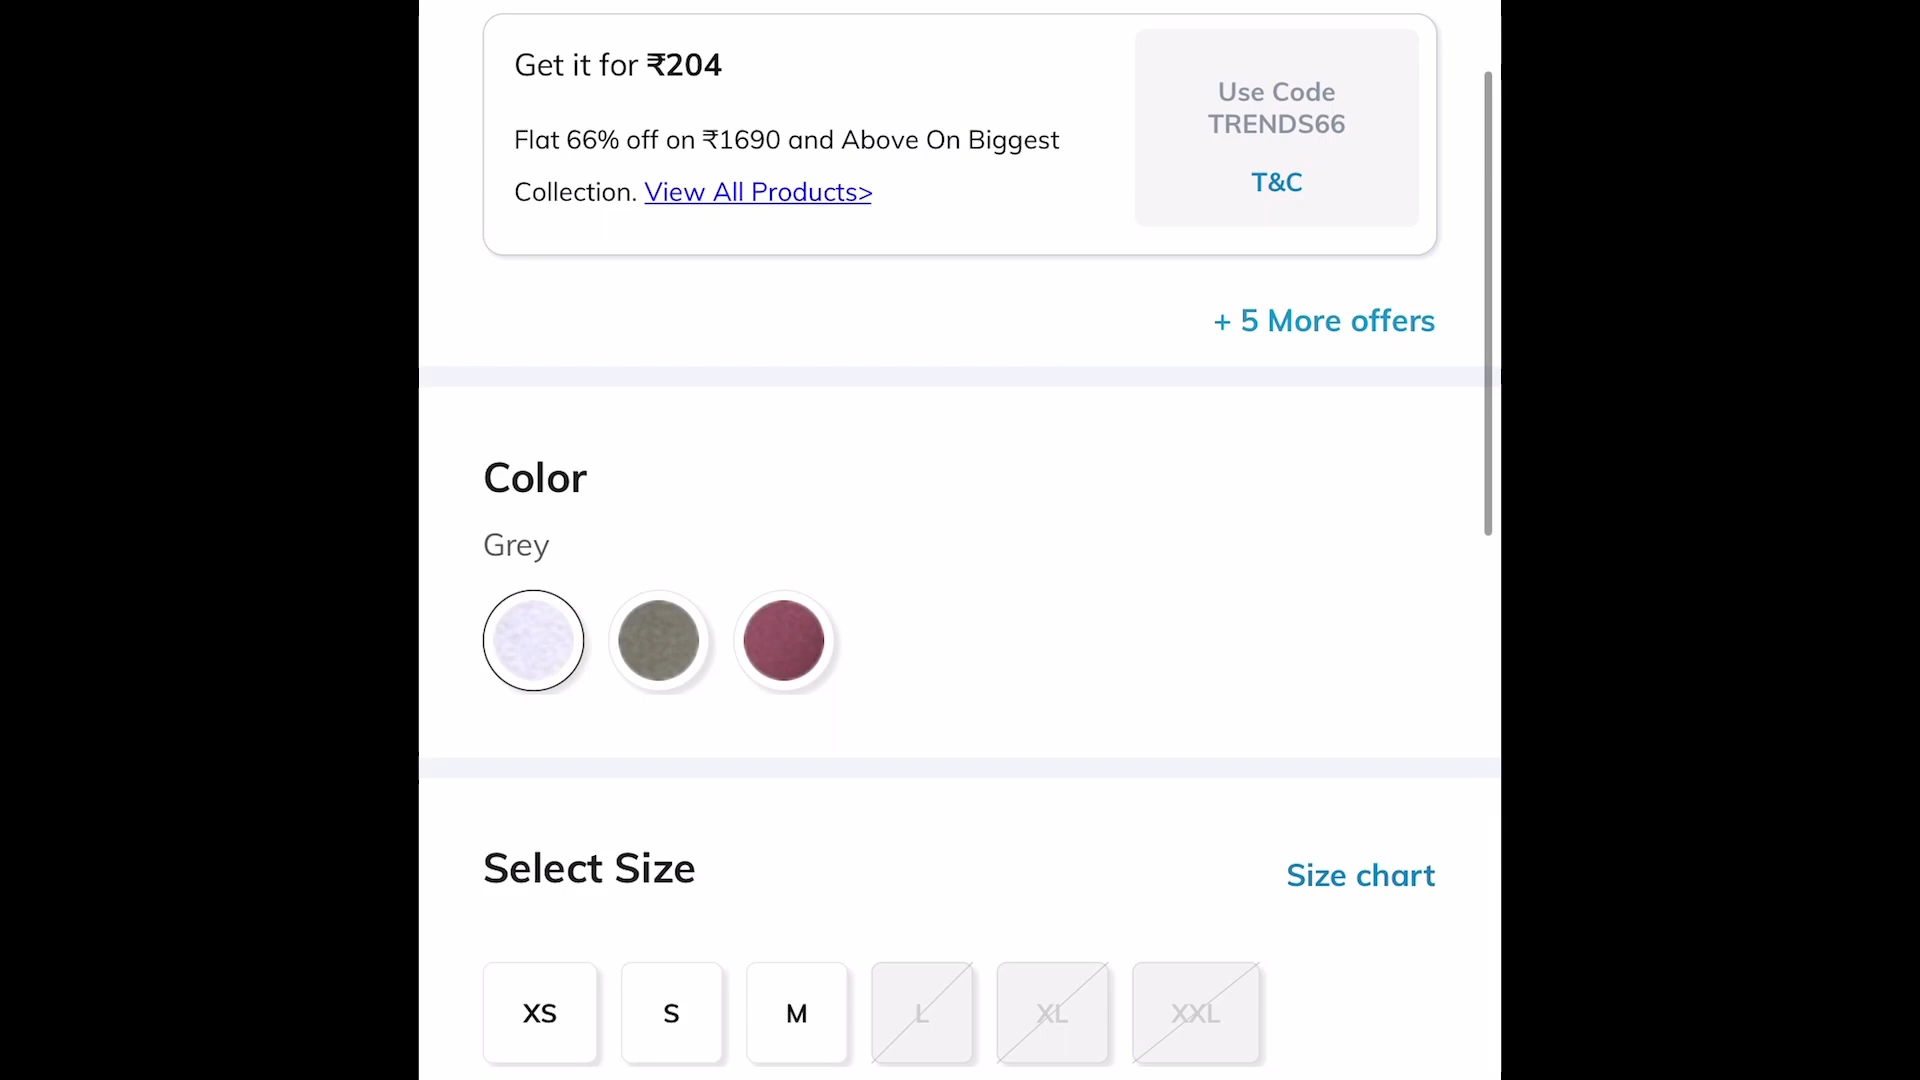 Get it for ₹204
Flat 66% off on ₹1690 and Above On Biggest
Collection. View All Products>
Use Code
TRENDS66
T&C
+ 5 More offers
Color
Grey
Select Size
Size chart
XS
S
M
L
XL
XXL